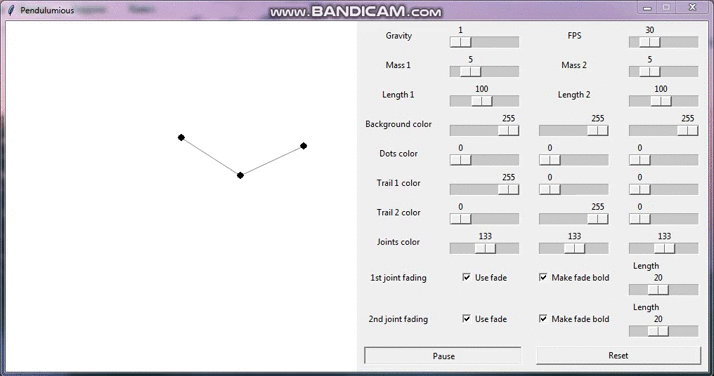 Pendulumious
www.BANDICAM.com
Gravity 1 FPS 30
Mass 1 5 Mass 2 5
Length 1 100 Length 2 100
Background color 255 255 255
Dots color 0 0 0
Trail 1 color 255 0 0
Trail 2 color 0 255 0
Joints color 133 133 133
Length
1st joint fading Use fade Make fade bold 20
Length
2nd joint fading Use fade Make fade bold 20
Pause Reset